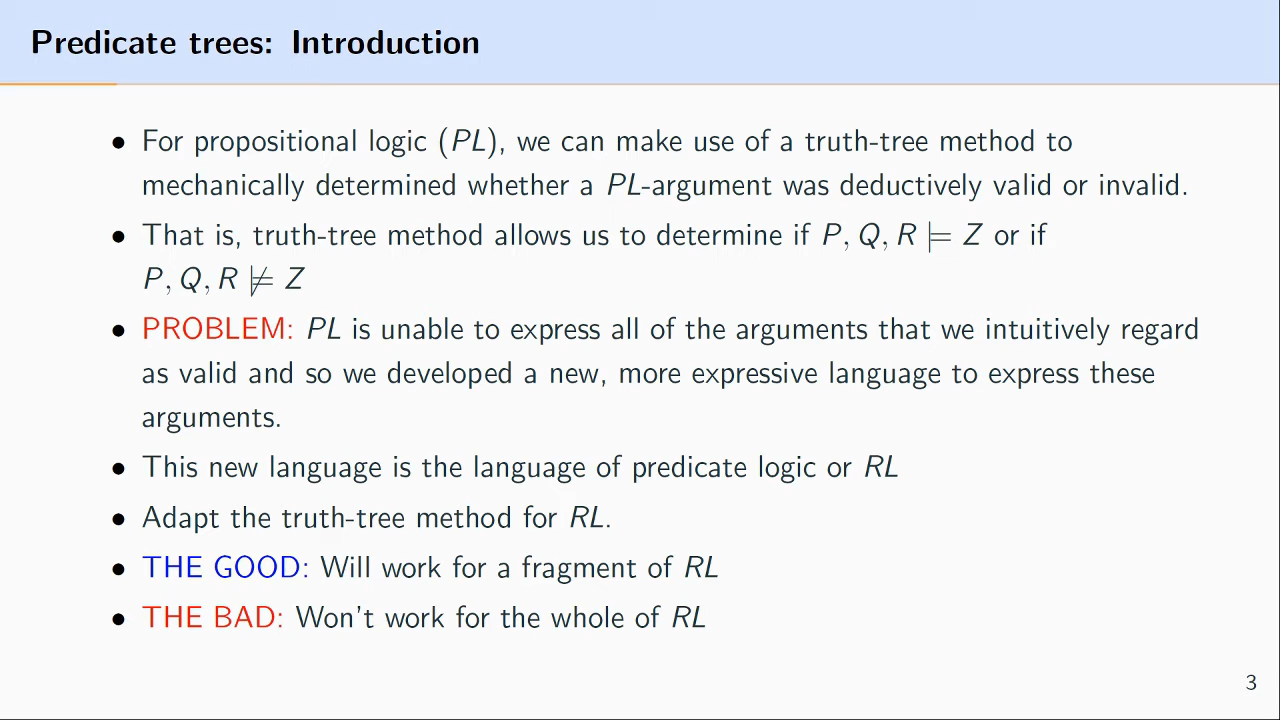 Predicate trees: Introduction
• For propositional logic (PL), we can make use of a truth-tree method to
mechanically determined whether a PL-argument was deductively valid or invalid.
• That is, truth-tree method allows us to determine if P, Q, R ⊨ Z or if
P, Q, R ⊭ Z
• PROBLEM: PL is unable to express all of the arguments that we intuitively regard
as valid and so we developed a new, more expressive language to express these
arguments.
• This new language is the language of predicate logic or RL
• Adapt the truth-tree method for RL.
• THE GOOD: Will work for a fragment of RL
• THE BAD: Won't work for the whole of RL
3